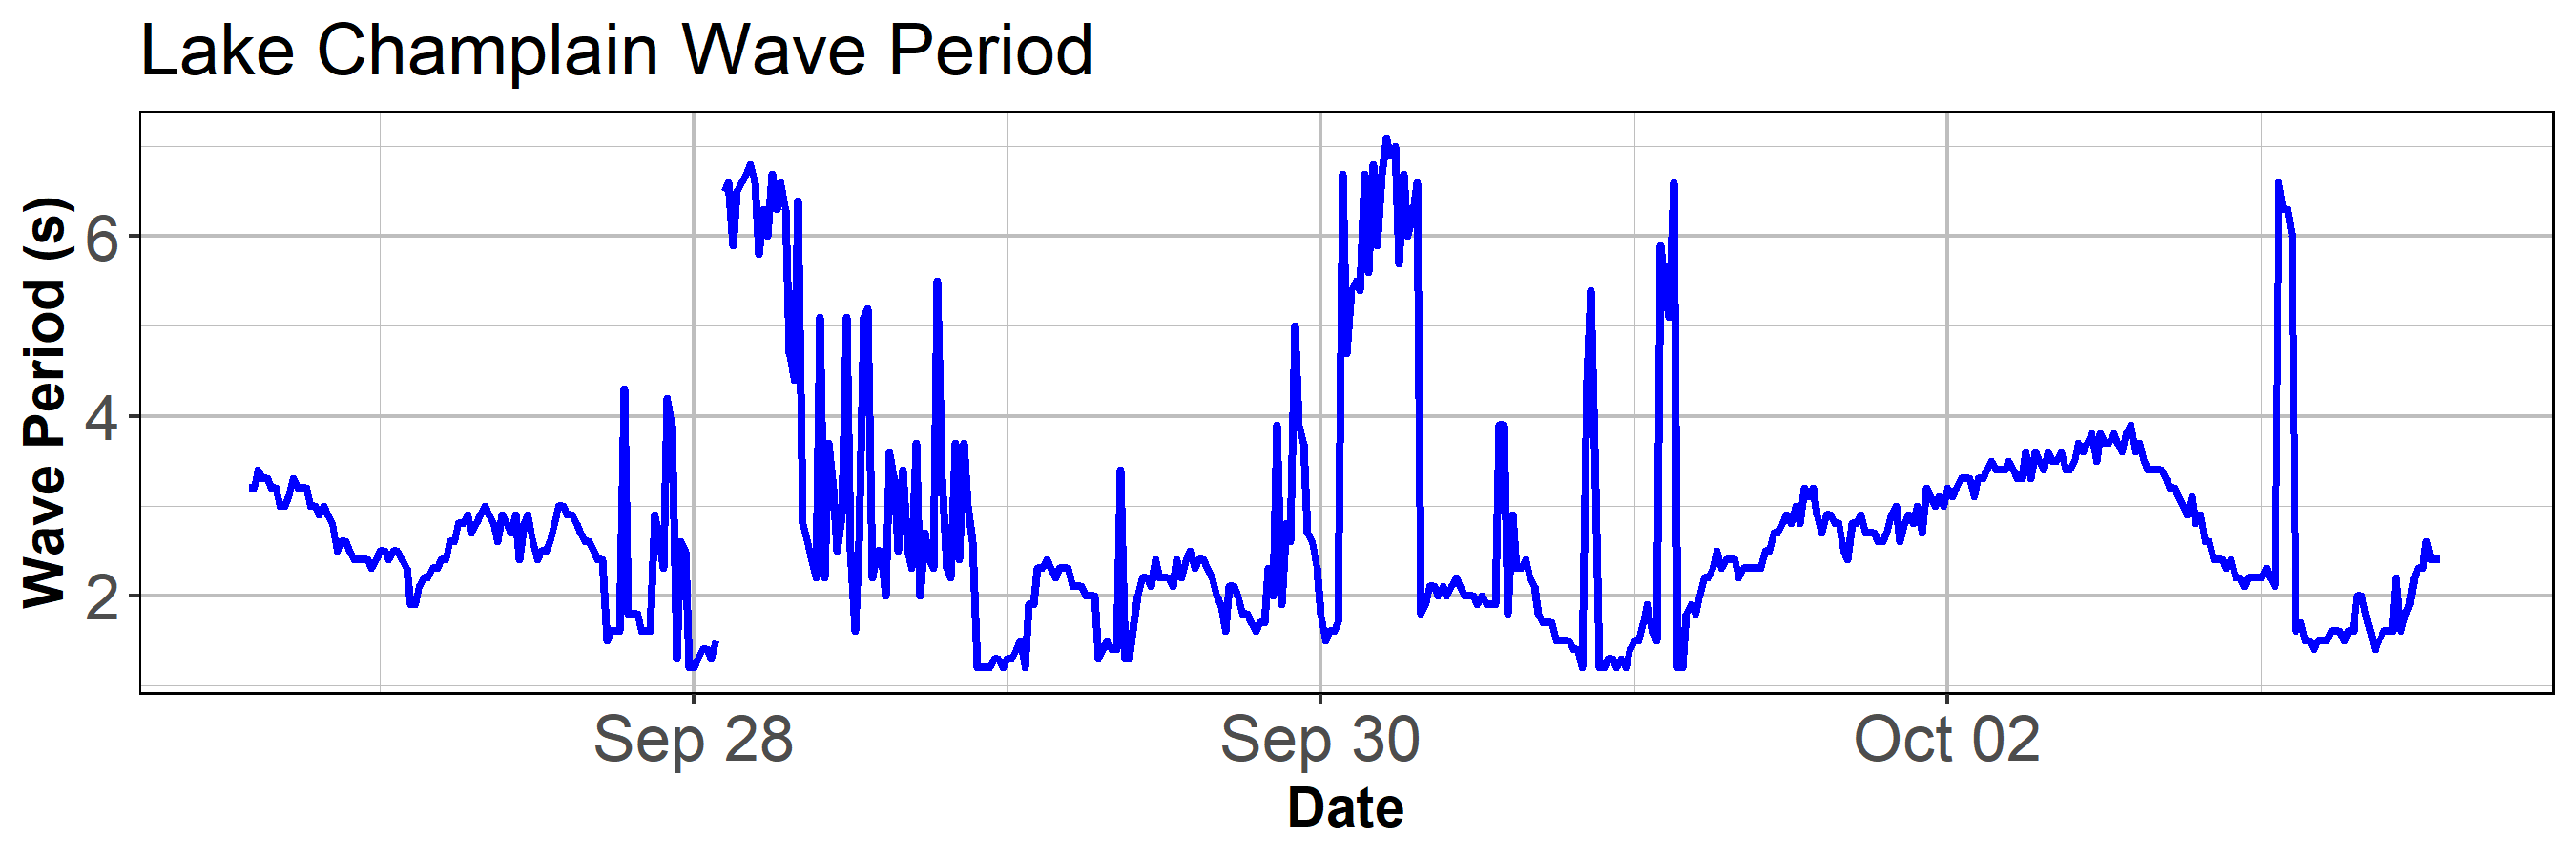 Lake Champlain Wave Period
Wave Period (s)
6
4
2
Sep 28
Sep 30
Oct 02
Date